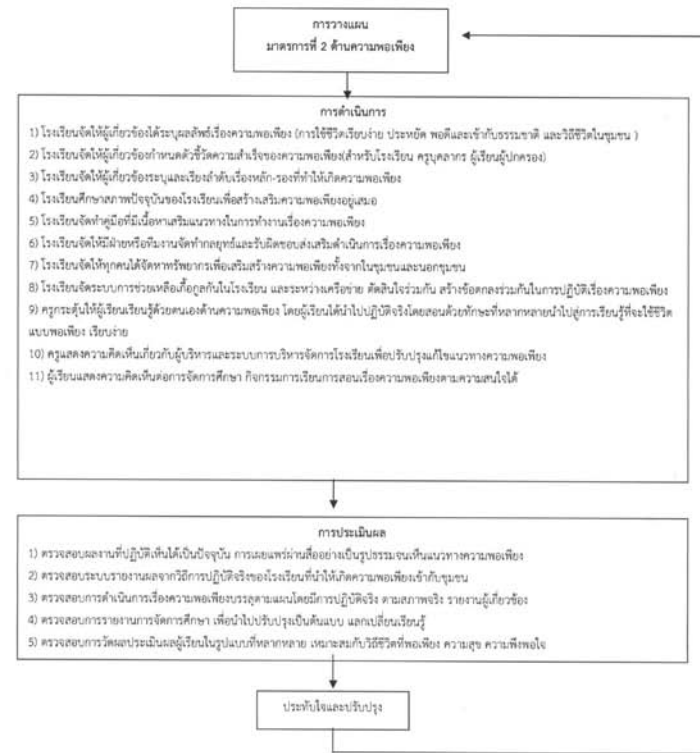 การวางแผน
มาตรการที่ 2 ด้านความพอเพียง
การดำเนินการ
1) โรงเรียนจัดให้ผู้เกี่ยวข้องได้ระบุผลลัพธ์เรื่องความพอเพียง (การใช้ชีวิตเรียบง่าย ประหยัด พอดีและเข้ากับธรรมชาติ และวิถีชีวิตในชุมชน )
2) โรงเรียนจัดให้ผู้เกี่ยวข้องกำหนดตัวชี้วัดความสำเร็จของความพอเพียง(สำหรับโรงเรียน ครูบุคลากร ผู้เรียนผู้ปกครอง)
3) โรงเรียนจัดให้ผู้เกี่ยวข้องระบุและเรียงลำดับเรื่องหลัก-รองที่ทำให้เกิดความพอเพียง
4) โรงเรียนศึกษาสภาพปัจจุบันของโรงเรียนเพื่อสร้างเสริมความพอเพียงอยู่เสมอ
5) โรงเรียนจัดทำคู่มือที่มีเนื้อหาเสริมแนวทางในการทำงานเรื่องความพอเพียง
6) โรงเรียนจัดให้มีฝ่ายหรือทีมงานจัดทำกลยุทธ์และรับผิดชอบส่งเสริมดำเนินการเรื่องความพอเพียง
7) โรงเรียนจัดให้ทุกคนได้จัดหาทรัพยากรเพื่อเสริมสร้างความพอเพียงทั้งจากในชุมชนและนอกชุมชน
8) โรงเรียนจัดระบบการช่วยเหลือเกื้อกูลกันในโรงเรียน และระหว่างเครือข่าย ตัดสินใจร่วมกัน สร้างข้อตกลงร่วมกันในการปฏิบัติเรื่องความพอเพียง
9) ครูกระตุ้นให้ผู้เรียนเรียนรู้ด้วยตนเองด้านความพอเพียง โดยผู้เรียนได้นำไปปฏิบัติจริงโดยสอนด้วยทักษะที่หลากหลายนำไปสู่การเรียนรู้ที่จะใช้ชีวิต
แบบพอเพียง เรียบง่าย
10) ครูแสดงความคิดเห็นเกี่ยวกับผู้บริหารและระบบการบริหารจัดการโรงเรียนเพื่อปรับปรุงแก้ไขแนวทางความพอเพียง
11) ผู้เรียนแสดงความคิดเห็นต่อการจัดการศึกษา กิจกรรมการเรียนการสอนเรื่องความพอเพียงตามความสนใจได้
การประเมินผล
1) ตรวจสอบผลงานที่ปฏิบัติเห็นได้เป็นปัจจุบัน การเผยแพร่ผ่านสื่ออย่างเป็นรูปธรรมจนเห็นแนวทางความพอเพียง
2) ตรวจสอบระบบรายงานผลจากวิถีการปฏิบัติจริงของโรงเรียนที่นำให้เกิดความพอเพียงเข้ากับชุมชน
3) ตรวจสอบการดำเนินการเรื่องความพอเพียงบรรลุตามแผนโดยมีการปฏิบัติจริง ตามสภาพจริง รายงานผู้เกี่ยวข้อง
4) ตรวจสอบการรายงานการจัดการศึกษา เพื่อนำไปปรับปรุงเป็นต้นแบบ แลกเปลี่ยนเรียนรู้
5) ตรวจสอบการวัดผลประเมินผลผู้เรียนในรูปแบบที่หลากหลาย เหมาะสมกับวิถีชีวิตที่พอเพียง ความสุข ความพึงพอใจ
ประทับใจและปรับปรุง